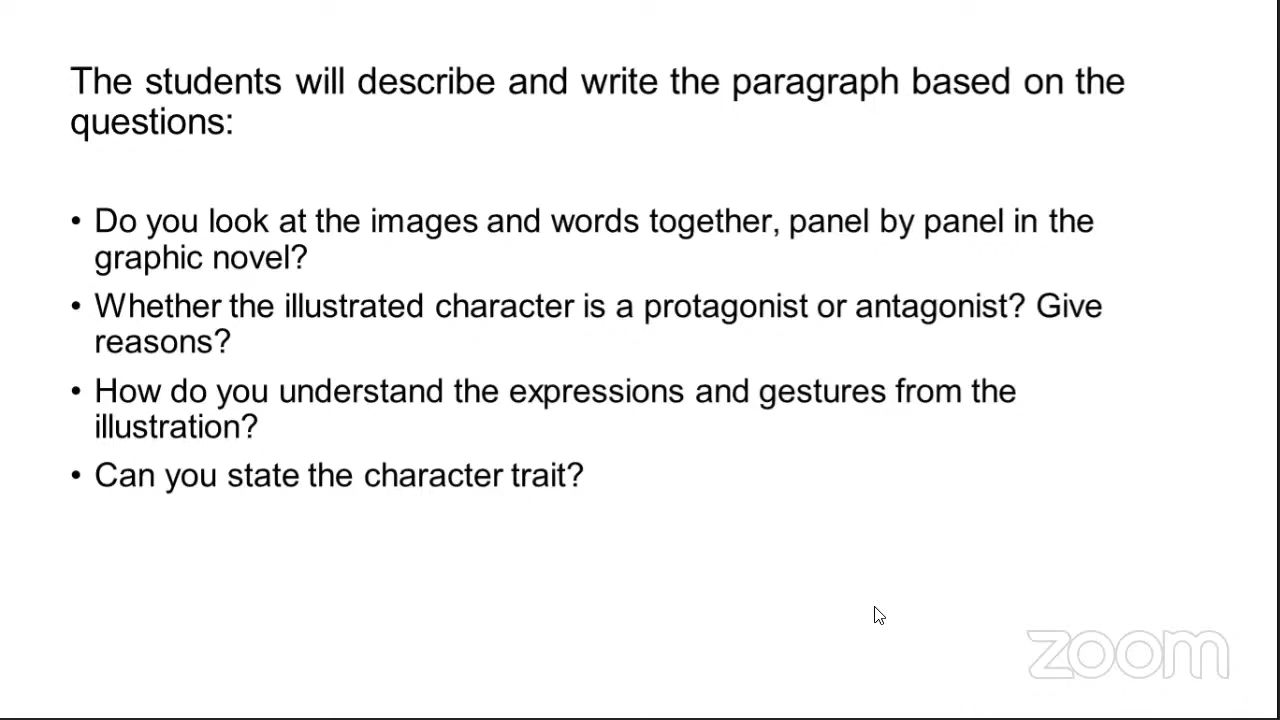 The students will describe and write the paragraph based on the
questions:
• Do you look at the images and words together, panel by panel in the
graphic novel?
• Whether the illustrated character is a protagonist or antagonist? Give
reasons?
• How do you understand the expressions and gestures from the
illustration?
• Can you state the character trait?
zoom